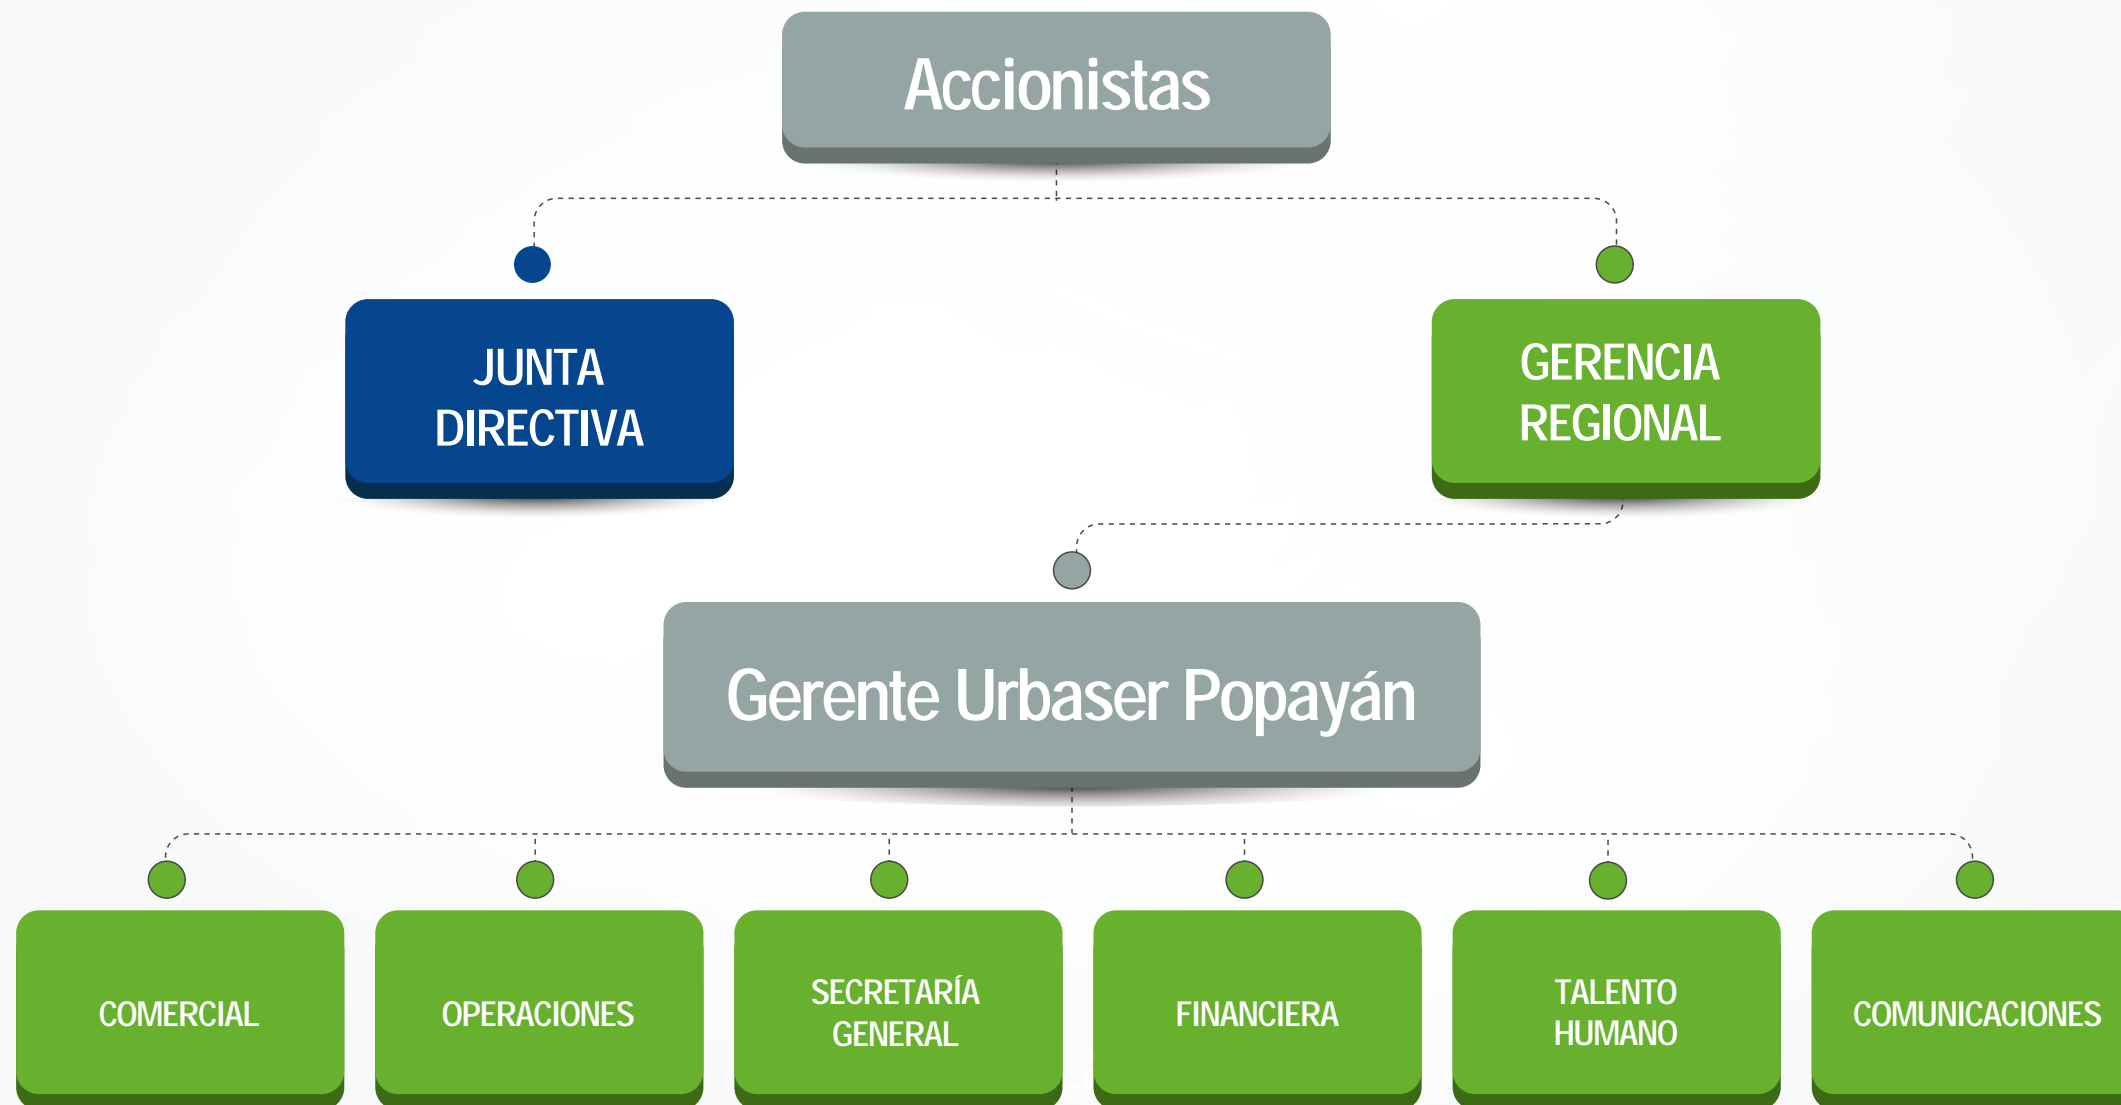 Accionistas
JUNTA
DIRECTIVA
GERENCIA
REGIONAL
Gerente Urbaser Popayán
COMERCIAL
OPERACIONES
SECRETARÍA
GENERAL
FINANCIERA
TALENTO
HUMANO
COMUNICACIONES